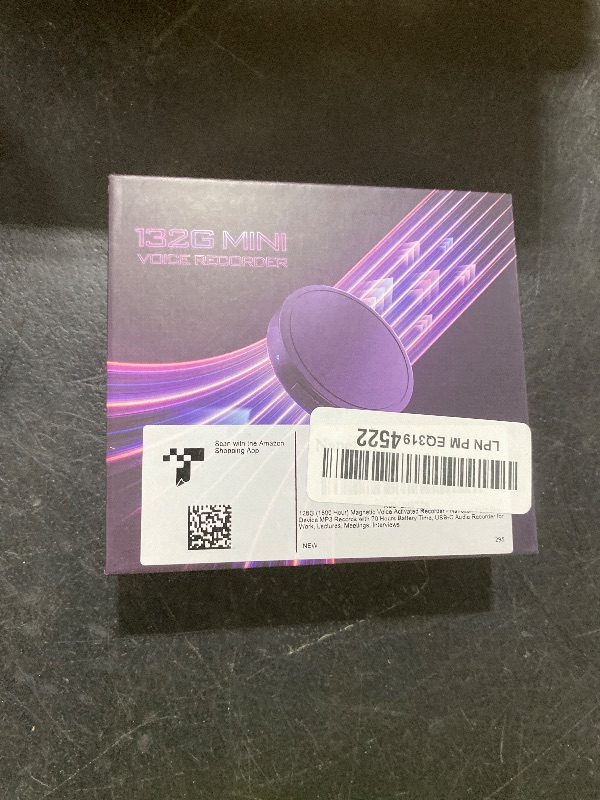 132G MINI
VOICE RECORDER
Scan with the Amazon
Shopping App
LPN PM EQ3194522
128G (1500 Hour) Magnetic Voice Activated Recorder
Device MP3 Records with 70 Hours Battery Time, USB-C Audio Recorder for
Work, Lectures, Meetings, Interviews
NEW
295